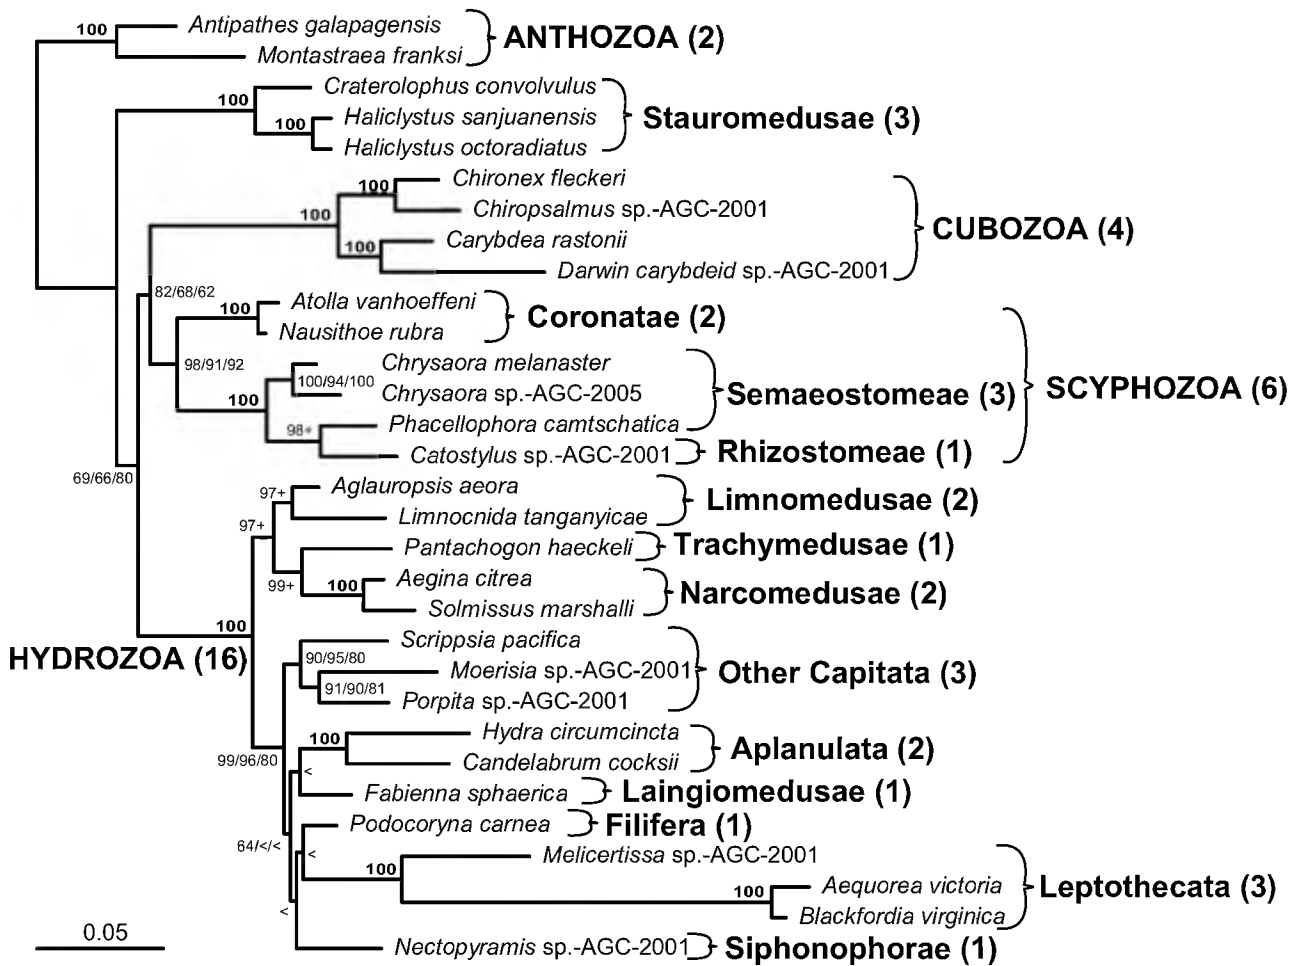 100
Antipathes galapagensis
Montastraea franksi
ANTHOZOA (2)
100
Craterolophus convolvulus
100
Haliclystus sanjuanensis
Haliclystus octoradiatus
Stauromedusae (3)
100
100
Chironex fleckeri
Chiropsalmus sp.-AGC-2001
100
Carybdea rastonii
Darwin carybdeid sp.-AGC-2001
CUBOZOA (4)
82/68/62
100
Atolla vanhoeffeni
Nausithoe rubra
Coronatae (2)
98/91/92
Chrysaora melanaster
100/94/100
Chrysaora sp.-AGC-2005
100
Phacellophora camtschatica
Semaeostomeae (3)
98+
Catostylus sp.-AGC-2001
Rhizostomeae (1)
SCYPHOZOA (6)
69/66/80
97+
Aglauropsis aeora
Limnocnida tanganyicae
Limnomedusae (2)
97+
Pantachogon haeckeli
Trachymedusae (1)
99+
100
Aegina citrea
Solmissus marshalli
Narcomedusae (2)
100
HYDROZOA (16)
Scrippsia pacifica
90/95/80
Moerisia sp.-AGC-2001
91/90/81
Porpita sp.-AGC-2001
Other Capitata (3)
99/96/80
100
Hydra circumcincta
Candelabrum cocksii
Aplanulata (2)
<
Fabienna sphaerica
Laingiomedusae (1)
64/</<
Podocoryna carnea
Filifera (1)
<
100
Melicertissa sp.-AGC-2001
100
Aequorea victoria
Blackfordia virginica
Leptothecata (3)
<
Nectopyramis sp.-AGC-2001
Siphonophorae (1)
0.05